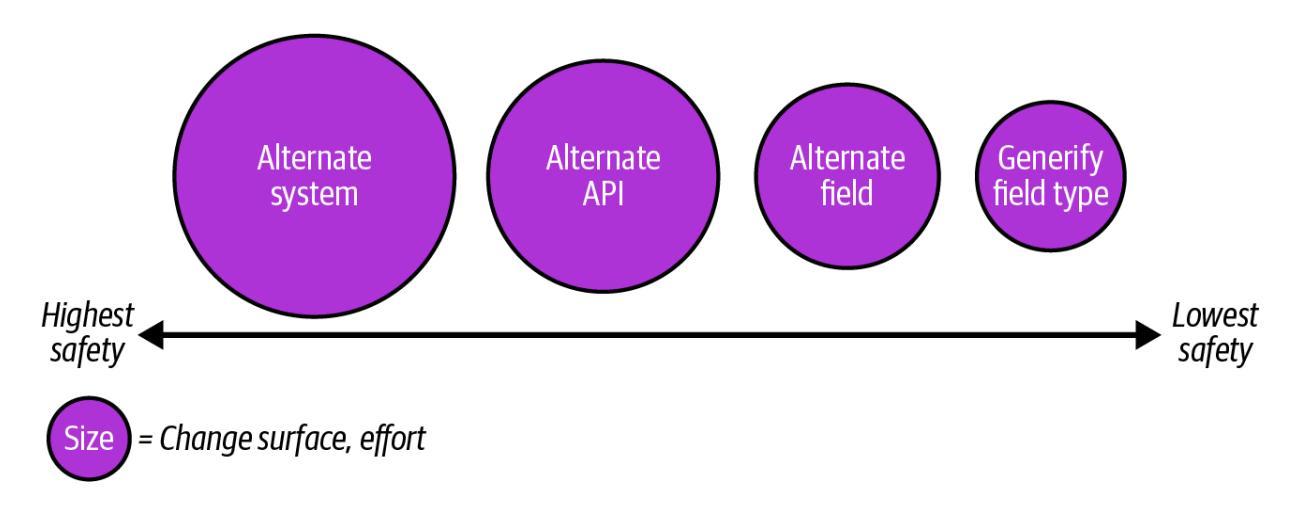 Alternate
system
Alternate
API
Alternate
field
Generify
field type
Highest
safety
Lowest
safety
Size = Change surface, effort